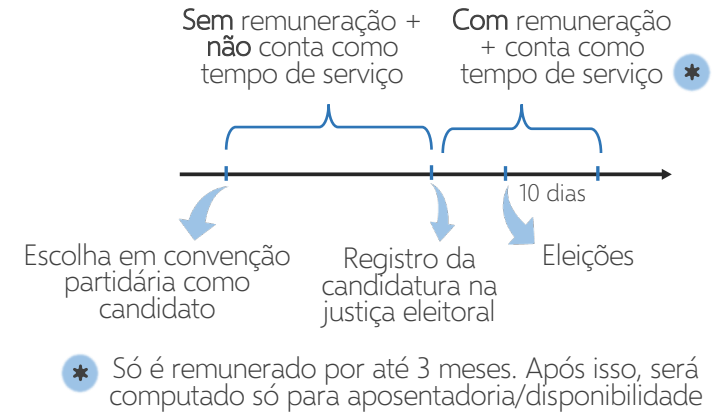 Sem remuneração +
não conta como
tempo de serviço
Com remuneração
+ conta como
tempo de serviço *
10 dias
Escolha em convenção
partidária como
candidato
Registro da
candidatura na
justiça eleitoral
Eleições
* Só é remunerado por até 3 meses. Após isso, será
computado só para aposentadoria/disponibilidade